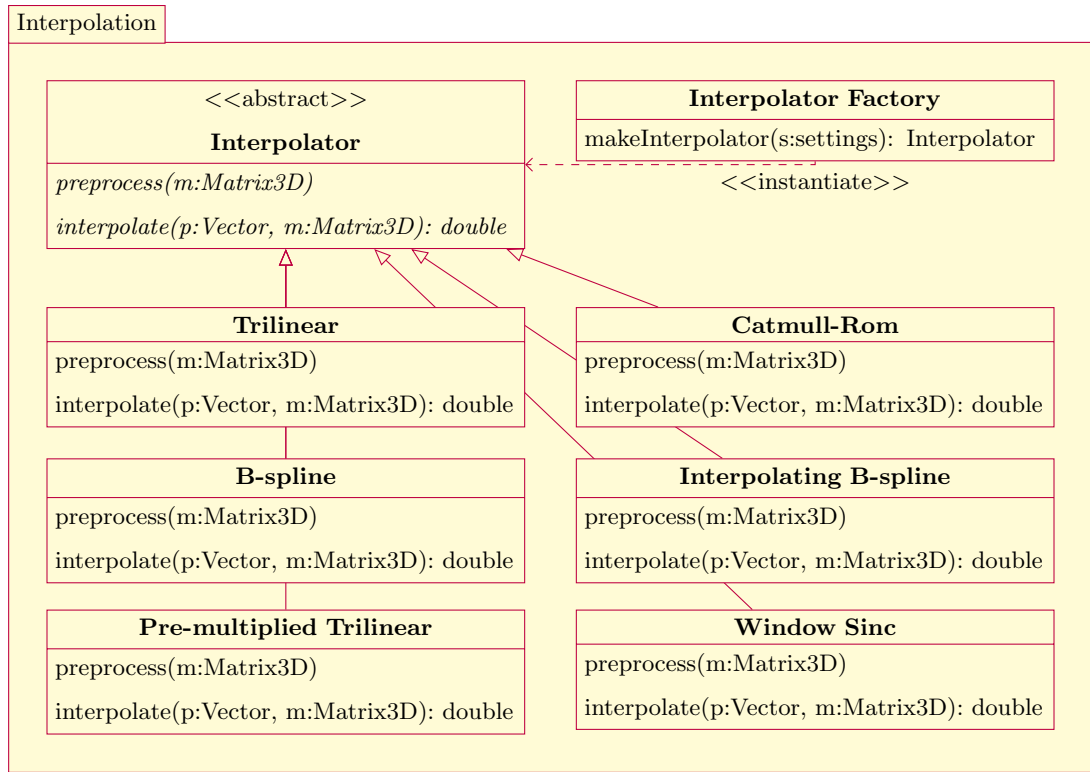 Interpolation
<<abstract>>
Interpolator
preprocess(m:Matrix3D)
interpolate(p:Vector, m:Matrix3D): double
Interpolator Factory
makeInterpolator(s:settings): Interpolator
<<instantiate>>
Trilinear
preprocess(m:Matrix3D)
interpolate(p:Vector, m:Matrix3D): double
Catmull-Rom
preprocess(m:Matrix3D)
interpolate(p:Vector, m:Matrix3D): double
B-spline
preprocess(m:Matrix3D)
interpolate(p:Vector, m:Matrix3D): double
Interpolating B-spline
preprocess(m:Matrix3D)
interpolate(p:Vector, m:Matrix3D): double
Pre-multiplied Trilinear
preprocess(m:Matrix3D)
interpolate(p:Vector, m:Matrix3D): double
Window Sinc
preprocess(m:Matrix3D)
interpolate(p:Vector, m:Matrix3D): double